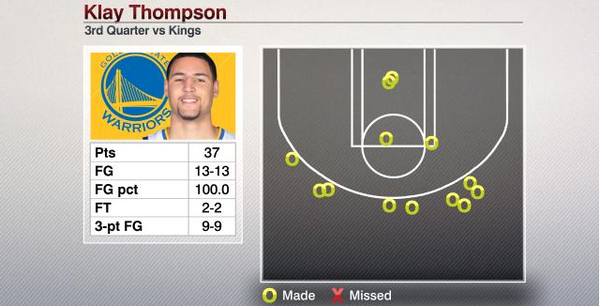 Klay Thompson
3rd Quarter vs Kings
GOLDEN STATE
WARRIORS
Pts 37
FG 13-13
FG pct 100.0
FT 2-2
3-pt FG 9-9
Made Missed